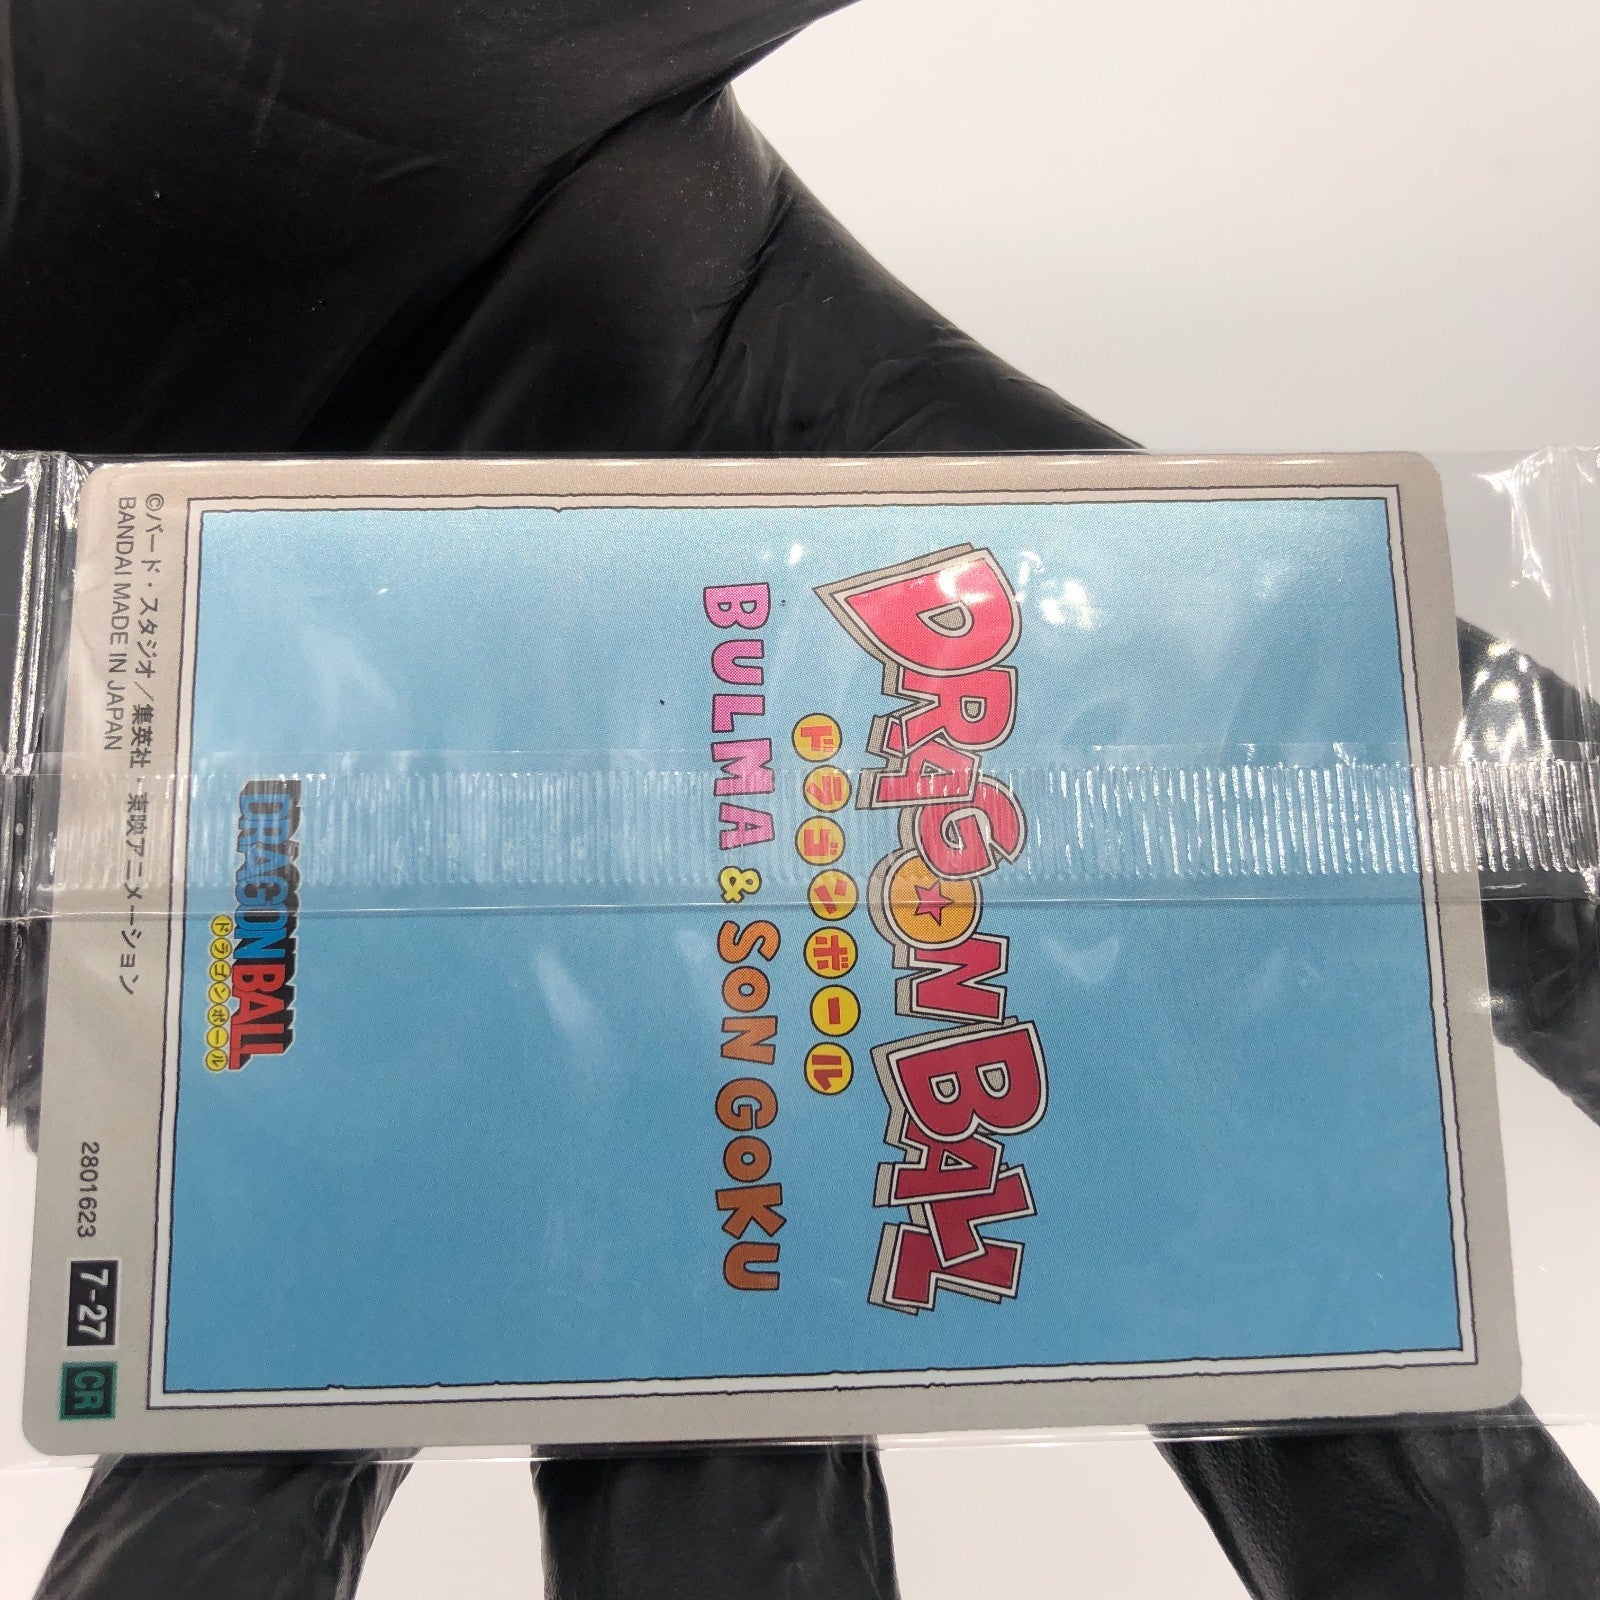 DRAGON BALL
ドラゴンボール
BULMA & SON GOKU
DRAGON BALL
ドラゴンボール
©バード・スタジオ／集英社・東映アニメーション
BANDAI MADE IN JAPAN
2801623 7-27 CR